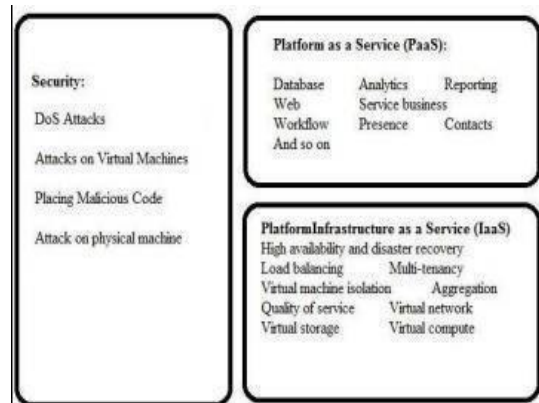 Security:
DoS Attacks
Attacks on Virtual Machines
Placing Malicious Code
Attack on physical machine
Platform as a Service (PaaS):
Database Analytics Reporting
Web Service business
Workflow Presence Contacts
And so on
PlatformInfrastructure as a Service (IaaS)
High availability and disaster recovery
Load balancing Multi-tenancy
Virtual machine isolation Aggregation
Quality of service Virtual network
Virtual storage Virtual compute